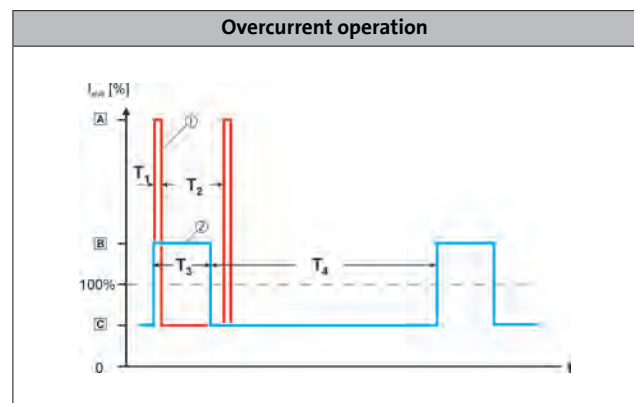 Overcurrent operation
[%]
A
①
T₁
T₂
②
B
T₃
T₄
100%
C
0